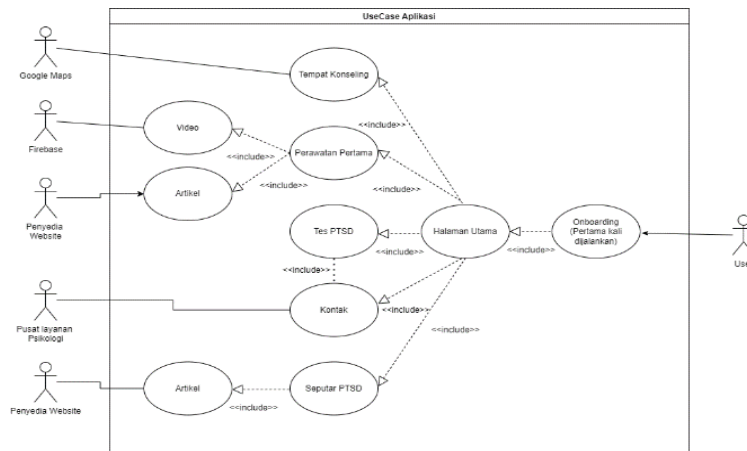 UseCase Aplikasi
Google Maps
Tempat Konseling
<<include>>
Firebase
Video
<<include>>
Perawatan Pertama
<<include>>
<<include>>
Penyedia
Website
Artikel
Tes PTSD
<<include>>
Halaman Utama
<<include>>
Onboarding
(Pertama kali
dijalankan)
Use
<<include>>
Pusat layanan
Psikologi
Kontak
<<include>>
<<include>>
Penyedia Website
Artikel
<<include>>
Seputar PTSD